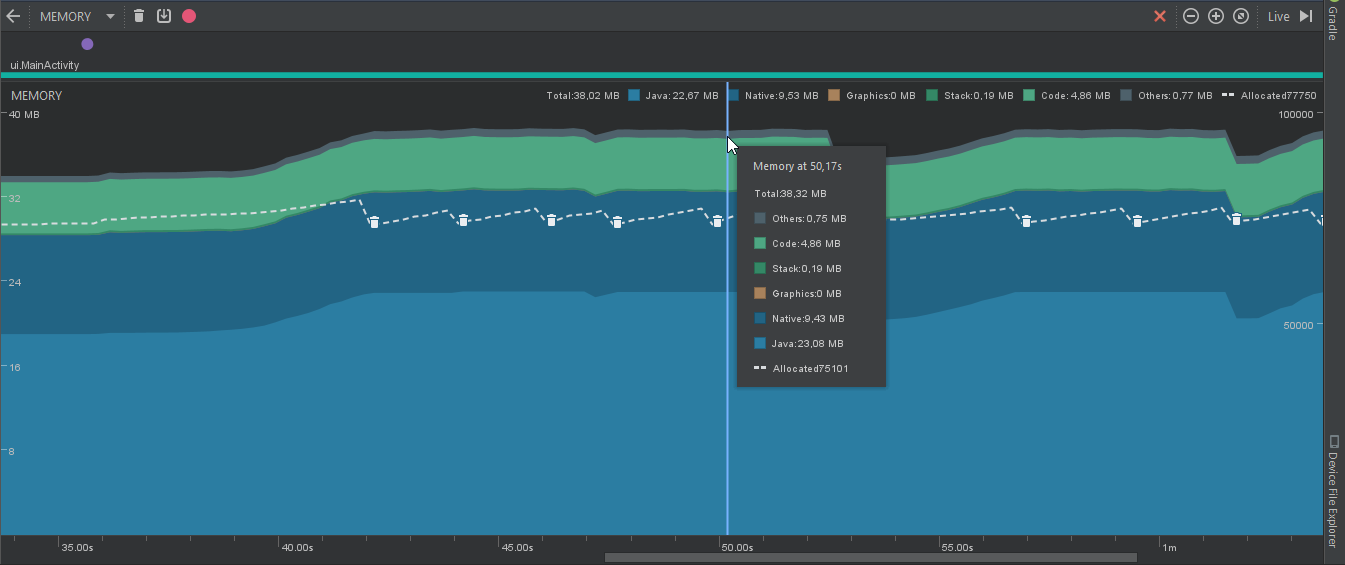 MEMORY
Live
Gradle
ui.MainActivity
MEMORY
Total:38,02 MB Java: 22,67 MB Native:9,53 MB Graphics:0 MB Stack:0,19 MB Code: 4,86 MB Others: 0,77 MB Allocated77750
40 MB
100000
Memory at 50,17s
Total:38,32 MB
32
Others: 0,75 MB
Code:4,86 MB
Stack:0,19 MB
24
Graphics:0 MB
Native:9,43 MB
50000
Java:23,08 MB
16
Allocated75101
8
Device File Explorer
35.00s 40.00s 45.00s 50.00s 55.00s 1m